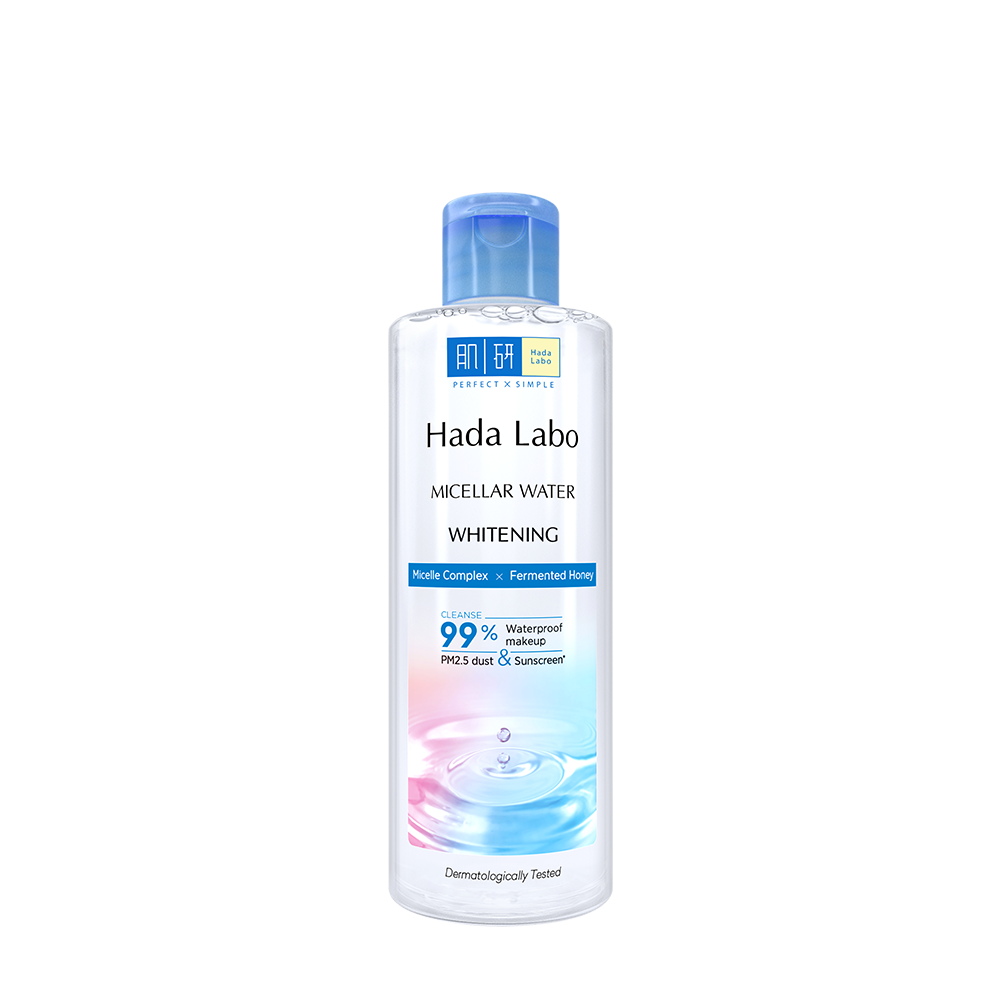 肌研
Hada
Labo
PERFECT × SIMPLE
Hada Labo
MICELLAR WATER
WHITENING
Micelle Complex × Fermented Honey
CLEANSE
99% Waterproof
makeup
PM2.5 dust & Sunscreen*
Dermatologically Tested